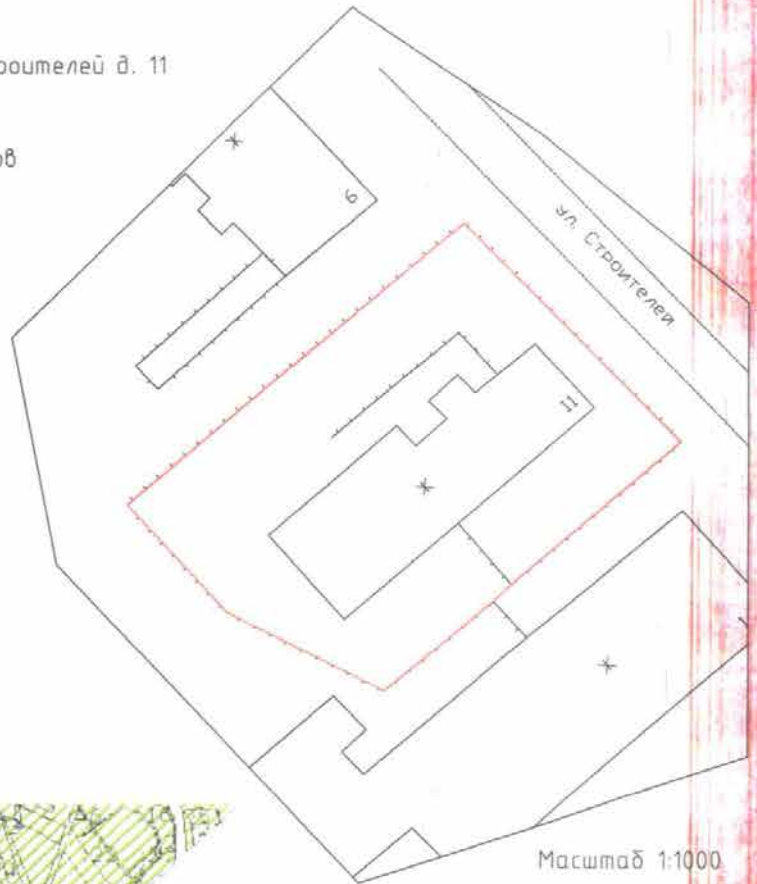 роителей д. 11
ов
Ж
6
ул. Строителей
11
Ж
Ж
Масштаб 1:1000